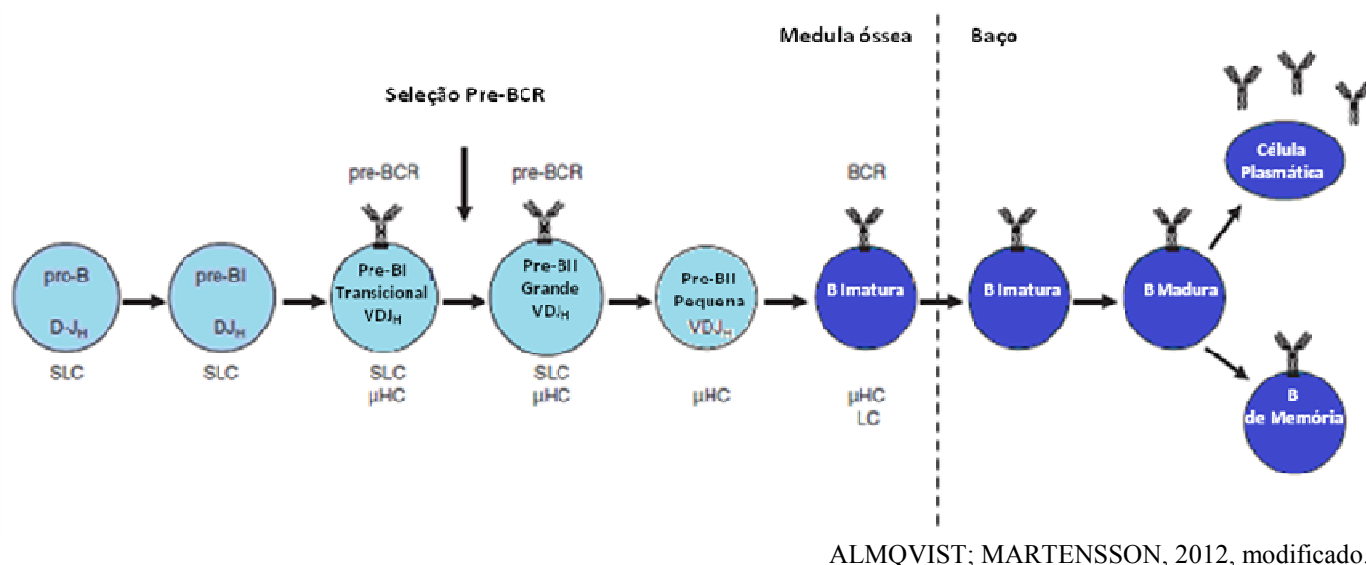 Medula óssea
Baço
Seleção Pre-BCR
pre-BCR
pre-BCR
BCR
Célula
Plasmática
pro-B
D-JH
SLC
pre-BI
DJH
SLC
Pre-BI
Transicional
VDJH
SLC
µHC
Pre-BII
Grande
VDJH
SLC
µHC
Pre-BII
Pequena
VDJH
µHC
B Imatura
µHC
LC
B Imatura
B Madura
B
de Memória
ALMQVIST; MARTENSSON, 2012, modificado.